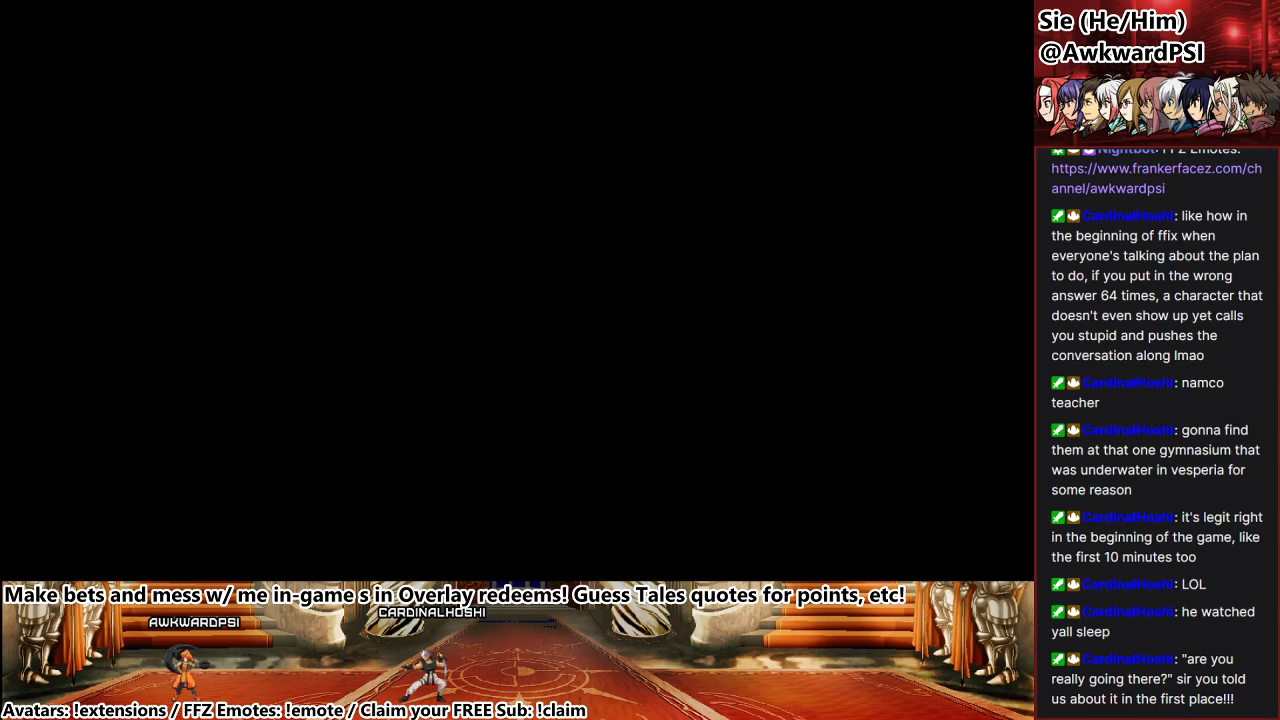 Sie (He/Him)
@AwkwardPSI
Nightbot: FFZ Emotes:
https://www.frankerfacez.com/ch
annel/awkwardpsi
CardinalHoshi: like how in
the beginning of ffix when
everyone's talking about the plan
to do, if you put in the wrong
answer 64 times, a character that
doesn't even show up yet calls
you stupid and pushes the
conversation along lmao
CardinalHoshi: namco
teacher
CardinalHoshi: gonna find
them at that one gymnasium that
was underwater in vesperia for
some reason
CardinalHoshi: it's legit right
in the beginning of the game, like
the first 10 minutes too
CardinalHoshi: LOL
CardinalHoshi: he watched
yall sleep
CardinalHoshi: "are you
really going there?" sir you told
us about it in the first place!!!
Make bets and mess w/ me in-game s in Overlay redeems! Guess Tales quotes for points, etc!
CARDINALHOSHI
AWKWARDPSI
Avatars: !extensions / FFZ Emotes: !emote / Claim your FREE Sub: !claim